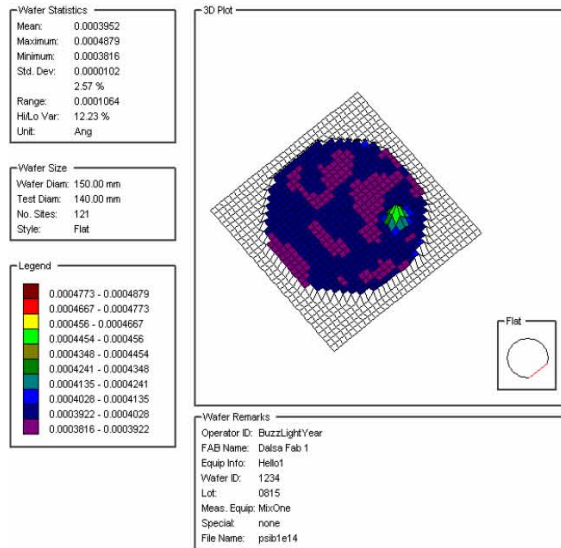 Wafer Statistics
Mean: 0.0003952
Maximum: 0.0004879
Minimum: 0.0003816
Std. Dev: 0.0000102
2.57 %
Range: 0.0001064
Hi/Lo Var: 12.23 %
Unit: Ang
Wafer Size
Wafer Diam: 150.00 mm
Test Diam: 140.00 mm
No. Sites: 121
Style: Flat
Legend
0.0004773 - 0.0004879
0.0004667 - 0.0004773
0.000456 - 0.0004667
0.0004454 - 0.000456
0.0004348 - 0.0004454
0.0004241 - 0.0004348
0.0004135 - 0.0004241
0.0004028 - 0.0004135
0.0003922 - 0.0004028
0.0003816 - 0.0003922
3D Plot
Flat
Wafer Remarks
Operator ID: BuzzLightYear
FAB Name: Dalsa Fab 1
Equip Info: Hello1
Wafer ID: 1234
Lot: 0815
Meas. Equip: MixOne
Special: none
File Name: psib1e14